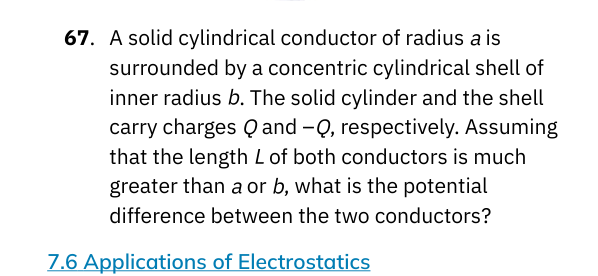 67. A solid cylindrical conductor of radius a is
surrounded by a concentric cylindrical shell of
inner radius b. The solid cylinder and the shell
carry charges Q and −Q, respectively. Assuming
that the length L of both conductors is much
greater than a or b, what is the potential
difference between the two conductors?
7.6 Applications of Electrostatics